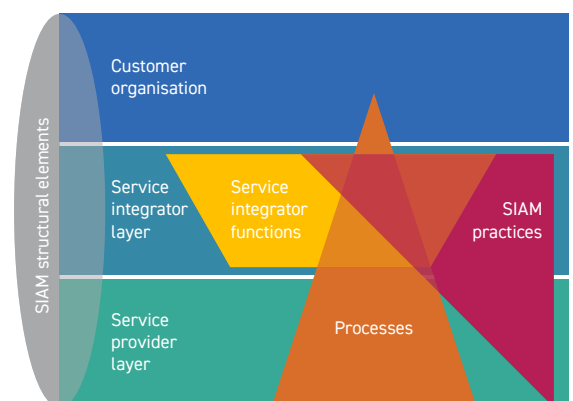 SIAM structural elements
Customer
organisation
Service
integrator
layer
Service
integrator
functions
SIAM
practices
Service
provider
layer
Processes